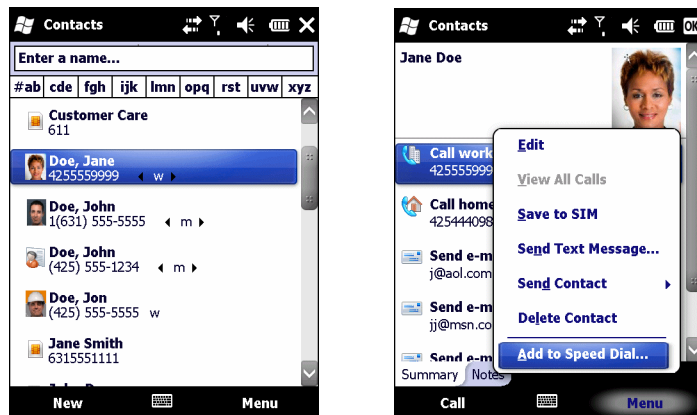 Contacts
Enter a name...
#ab cde fgh ijk lmn opq rst uvw xyz
Customer Care
611
Doe, Jane
4255559999 w
Doe, John
1(631) 555-5555 m
Doe, John
(425) 555-1234 m
Doe, Jon
(425) 555-5555 w
Jane Smith
6315551111
New Menu
Contacts OK
Jane Doe
Call work
425555999
Call home
425444098
Send e-m
j@aol.com
Send e-m
jj@msn.co
Send e-m
Summary Notes
Edit
View All Calls
Save to SIM
Send Text Message...
Send Contact
Delete Contact
Add to Speed Dial...
Call Menu